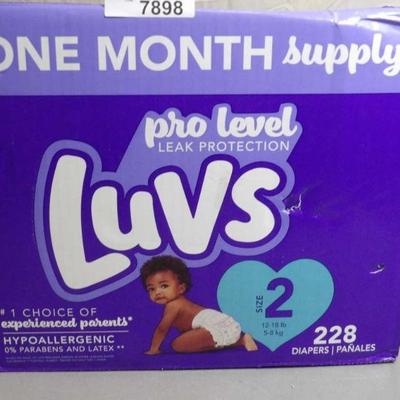 7898
ONE MONTH supply
pro level
LEAK PROTECTION
Luvs
# 1 CHOICE OF
experienced parents*
HYPOALLERGENIC
0% PARABENS AND LATEX **
SIZE 2
12-18 lb
5-8 kg
228
DIAPERS | PAÑALES